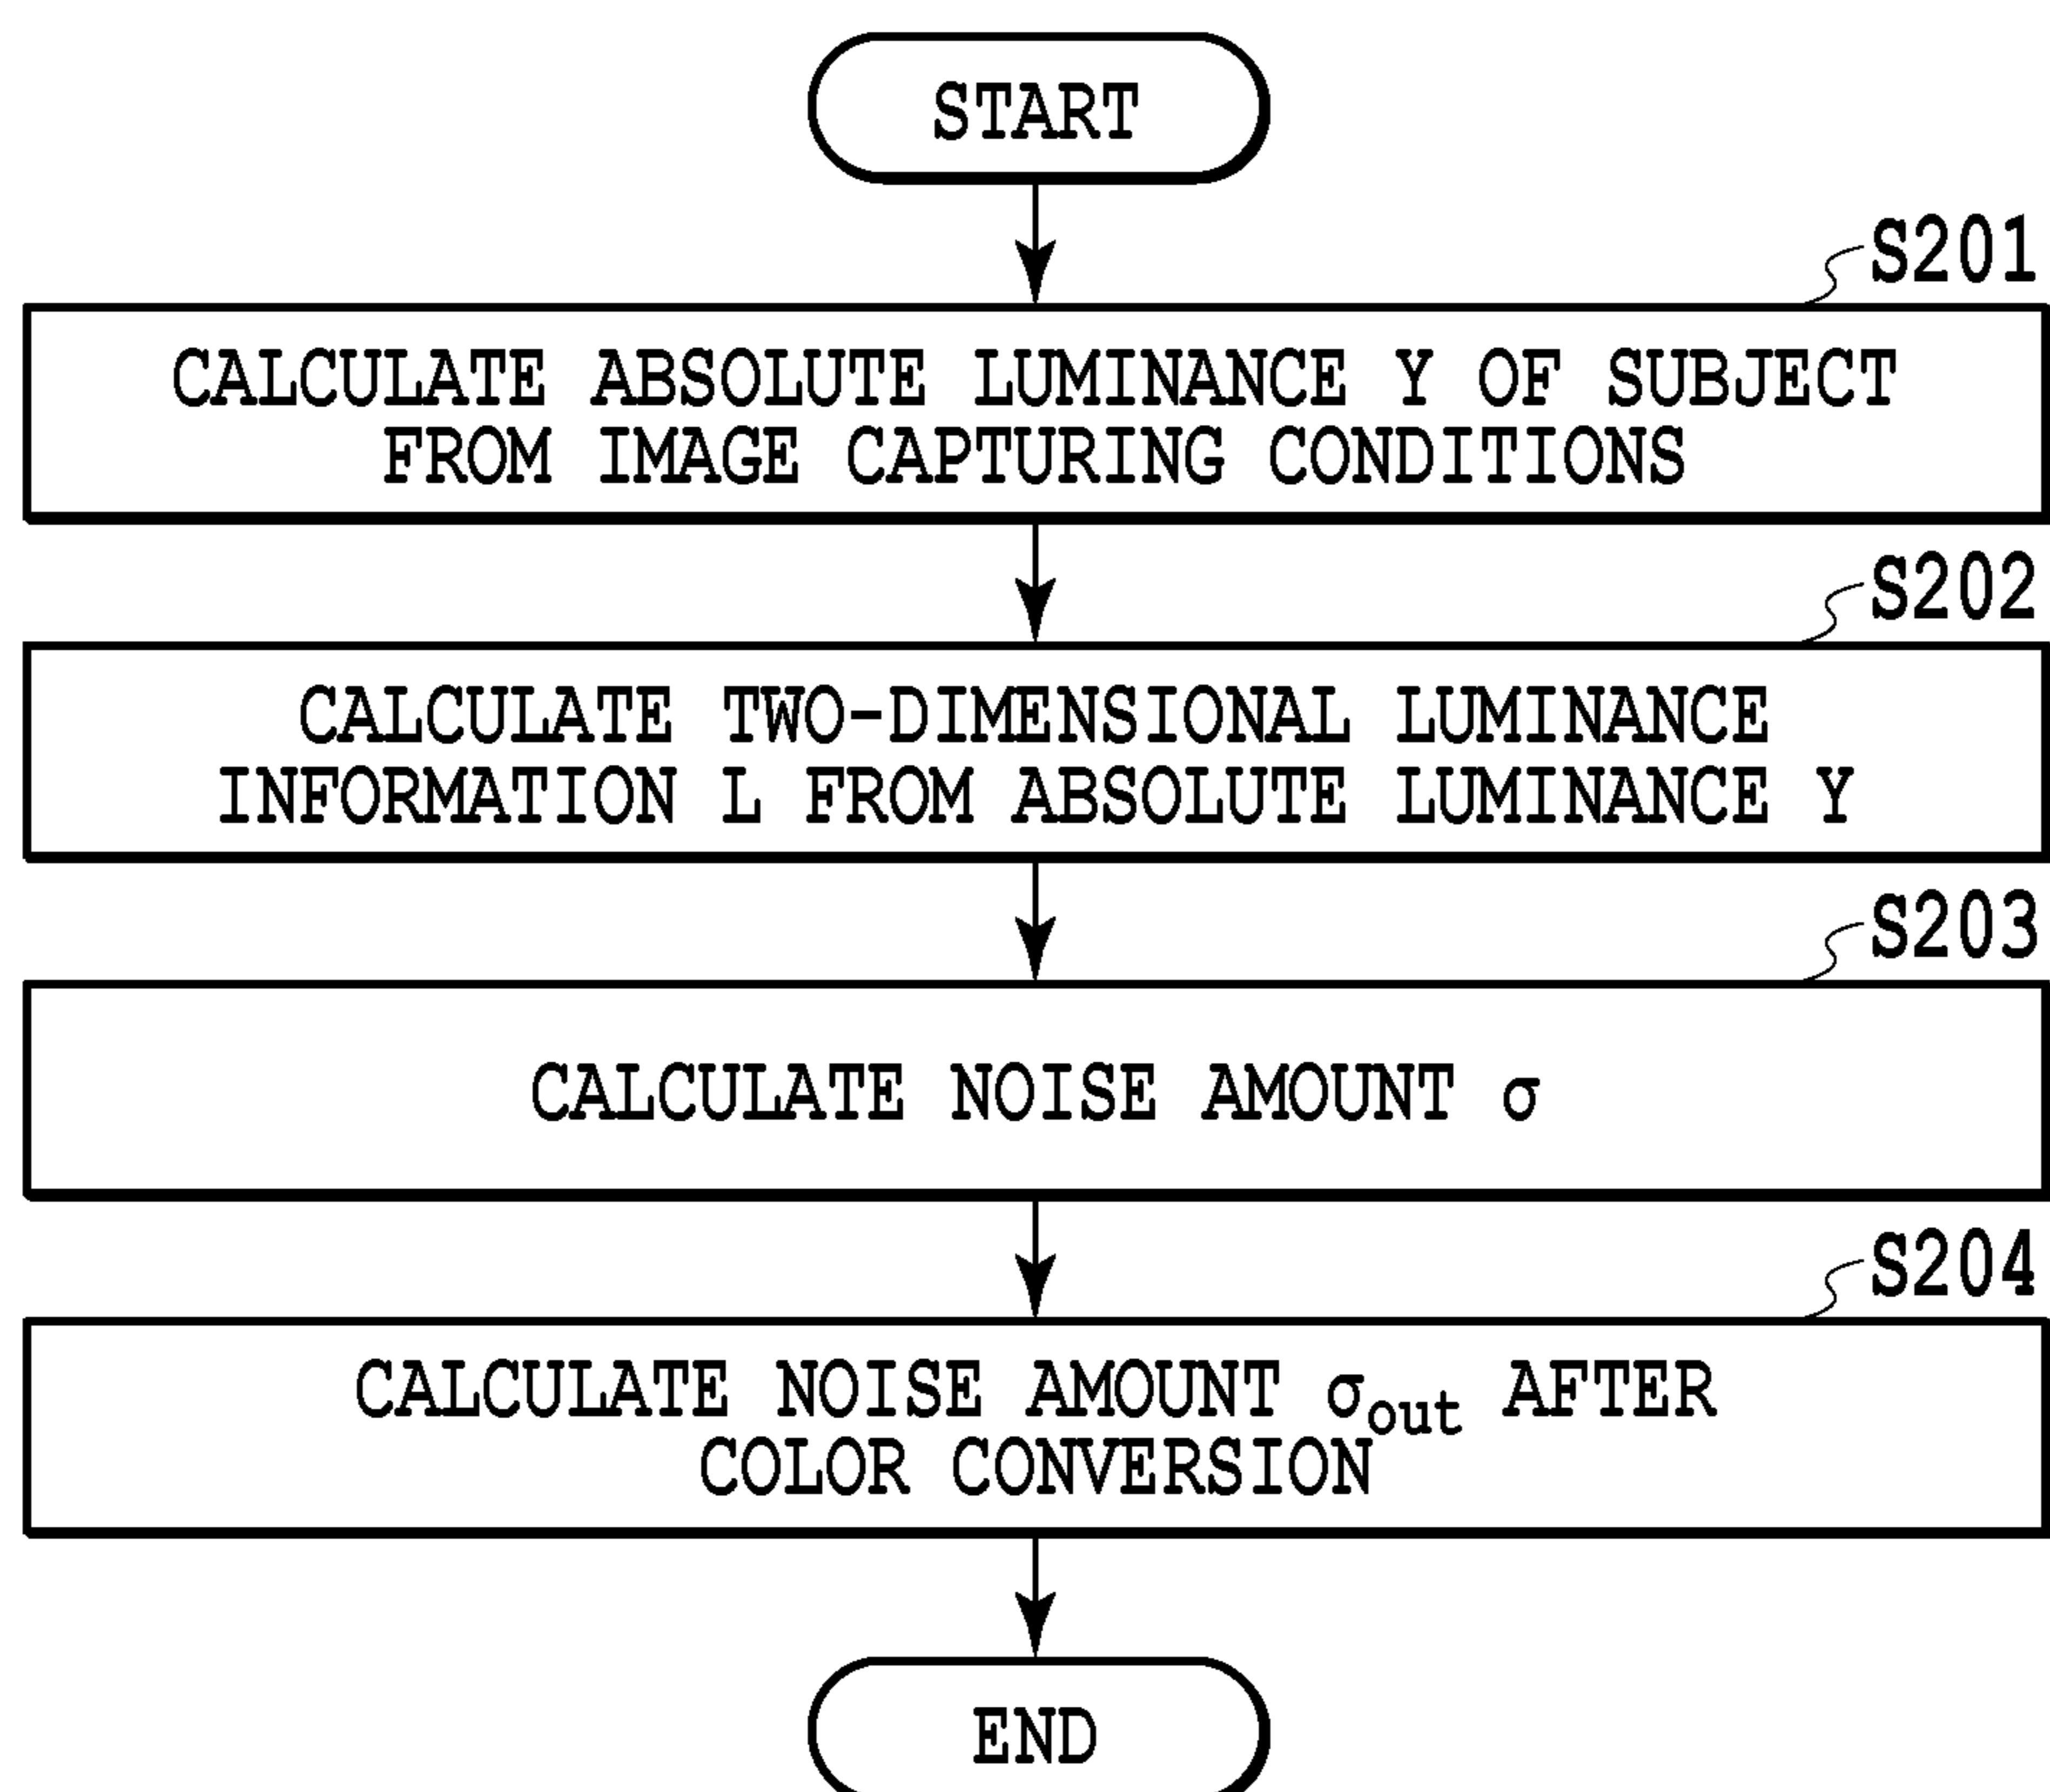 START
S201
CALCULATE ABSOLUTE LUMINANCE Y OF SUBJECT
FROM IMAGE CAPTURING CONDITIONS
S202
CALCULATE TWO-DIMENSIONAL LUMINANCE
INFORMATION L FROM ABSOLUTE LUMINANCE Y
S203
CALCULATE NOISE AMOUNT σ
S204
CALCULATE NOISE AMOUNT σout AFTER
COLOR CONVERSION
END